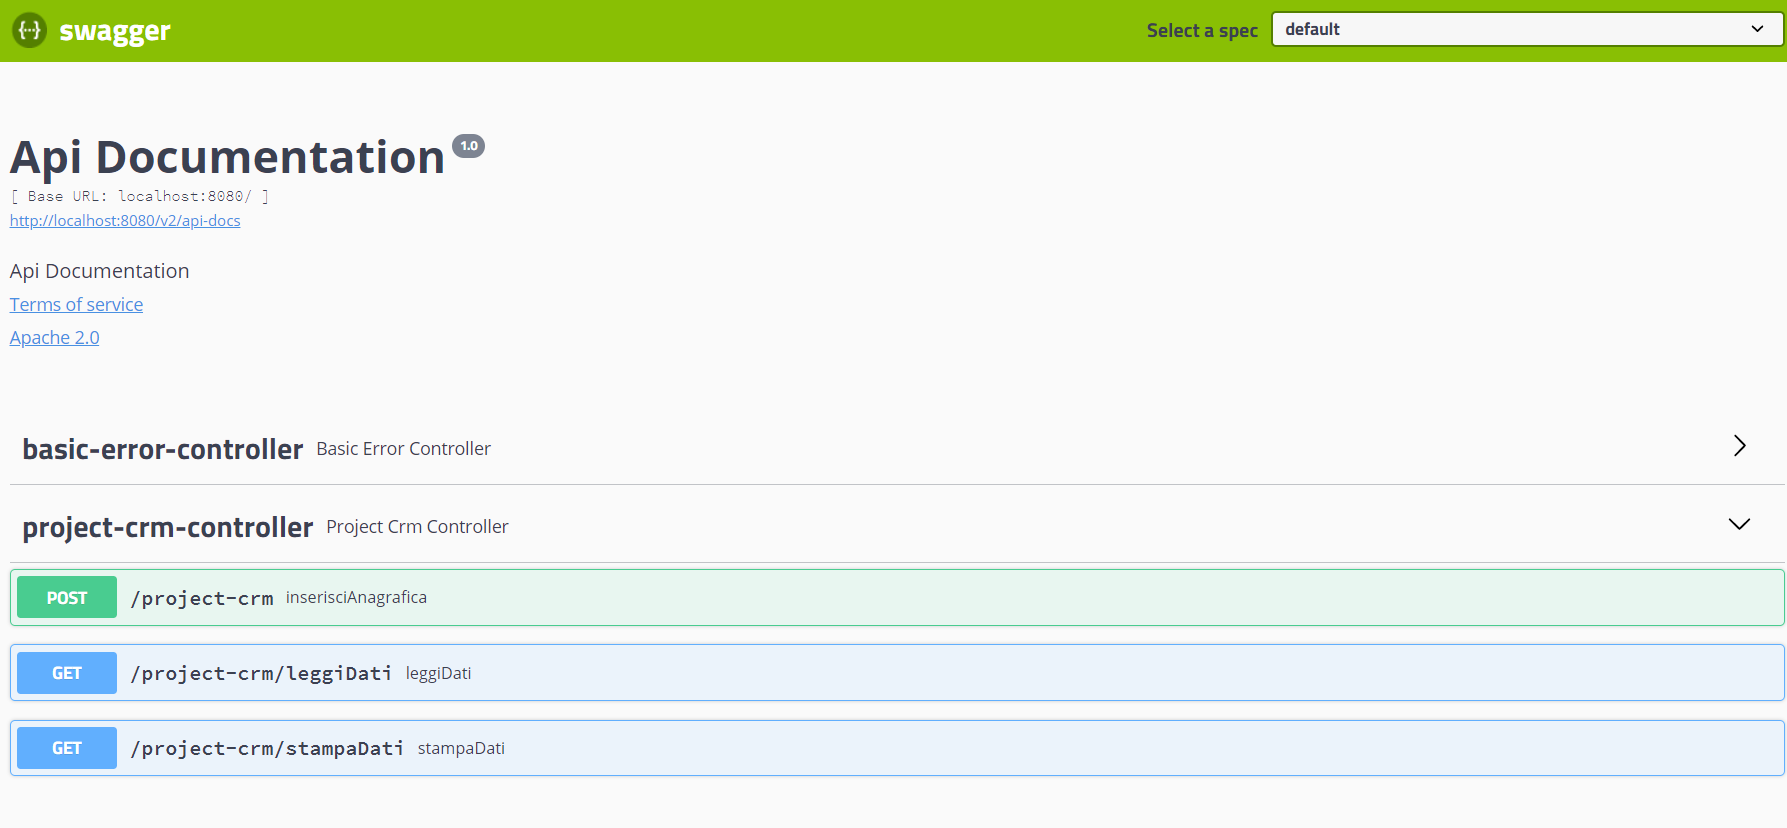 {···} swagger Select a spec default
Api Documentation 1.0
[ Base URL: localhost:8080/ ]
http://localhost:8080/v2/api-docs
Api Documentation
Terms of service
Apache 2.0
basic-error-controller Basic Error Controller
project-crm-controller Project Crm Controller
POST /project-crm inserisciAnagrafica
GET /project-crm/leggiDati leggiDati
GET /project-crm/stampaDati stampaDati